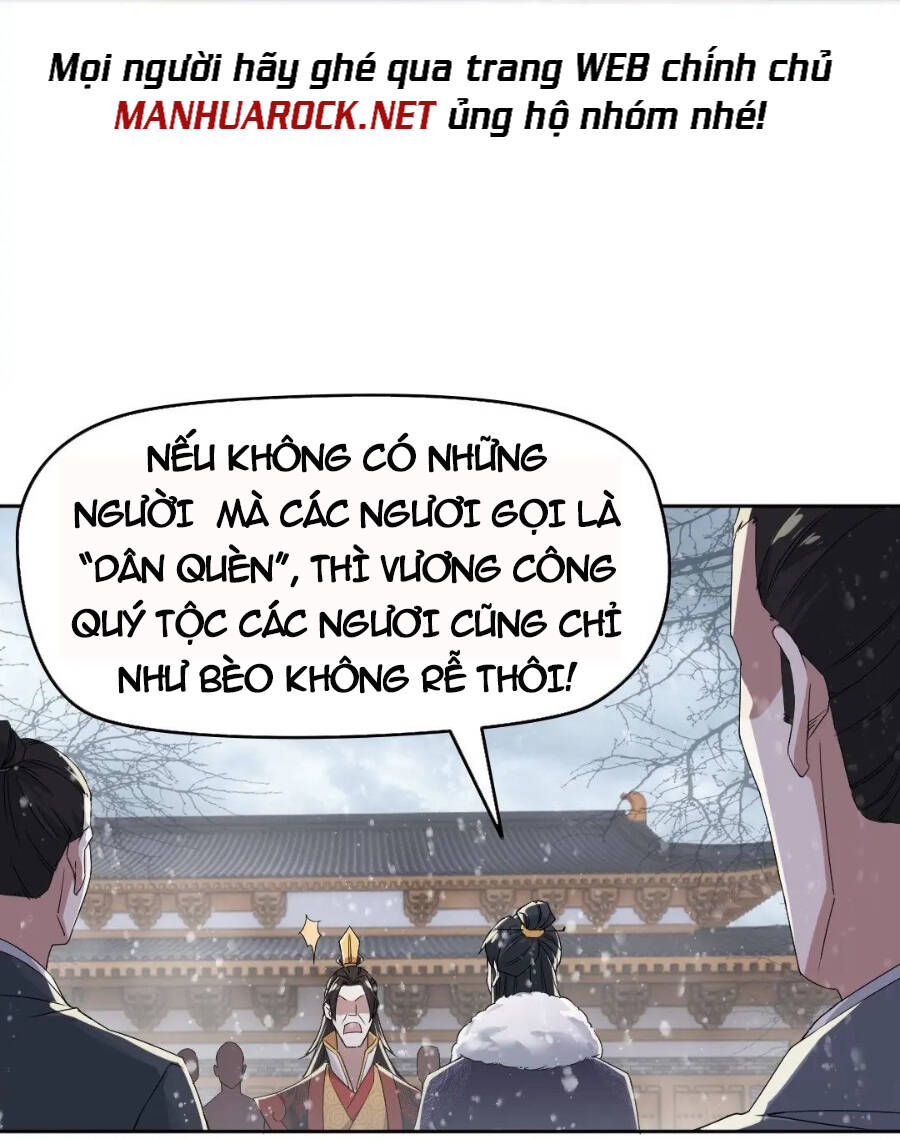 Mọi người hãy ghé qua trang WEB chính chủ
MANHUAROCK.NET ủng hộ nhóm nhé!
NẾU KHÔNG CÓ NHỮNG
NGƯỜI MÀ CÁC NGƯƠI GỌI LÀ
"DÂN QUÈN", THÌ VƯƠNG CÔNG
QUÝ TỘC CÁC NGƯƠI CŨNG CHỈ
NHƯ BÈO KHÔNG RỄ THÔI!